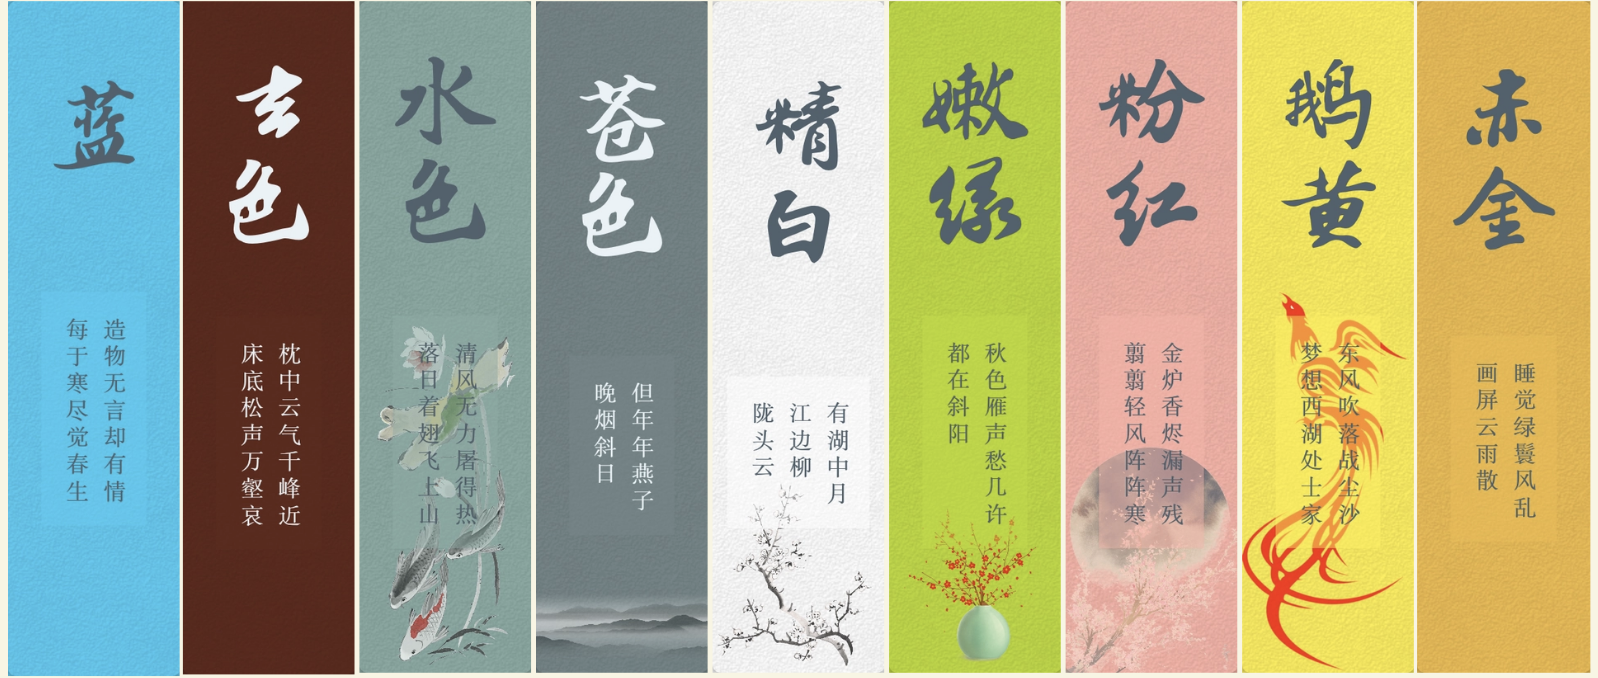 蓝
造物无言却有情
每于寒尽觉春生
玄色
枕中云气千峰近
床底松声万壑哀
水色
清风无力屠得热
落日着翅飞上山
苍色
但年年燕子
晚烟斜日
精白
有湖中月
江边柳
陇头云
嫩绿
秋色雁声愁几许
都在斜阳
粉红
金炉香烬漏声残
翦翦轻风阵阵寒
鹅黄
东风吹落战尘沙
梦想西湖处士家
赤金
睡觉绿鬟风乱
画屏云雨散